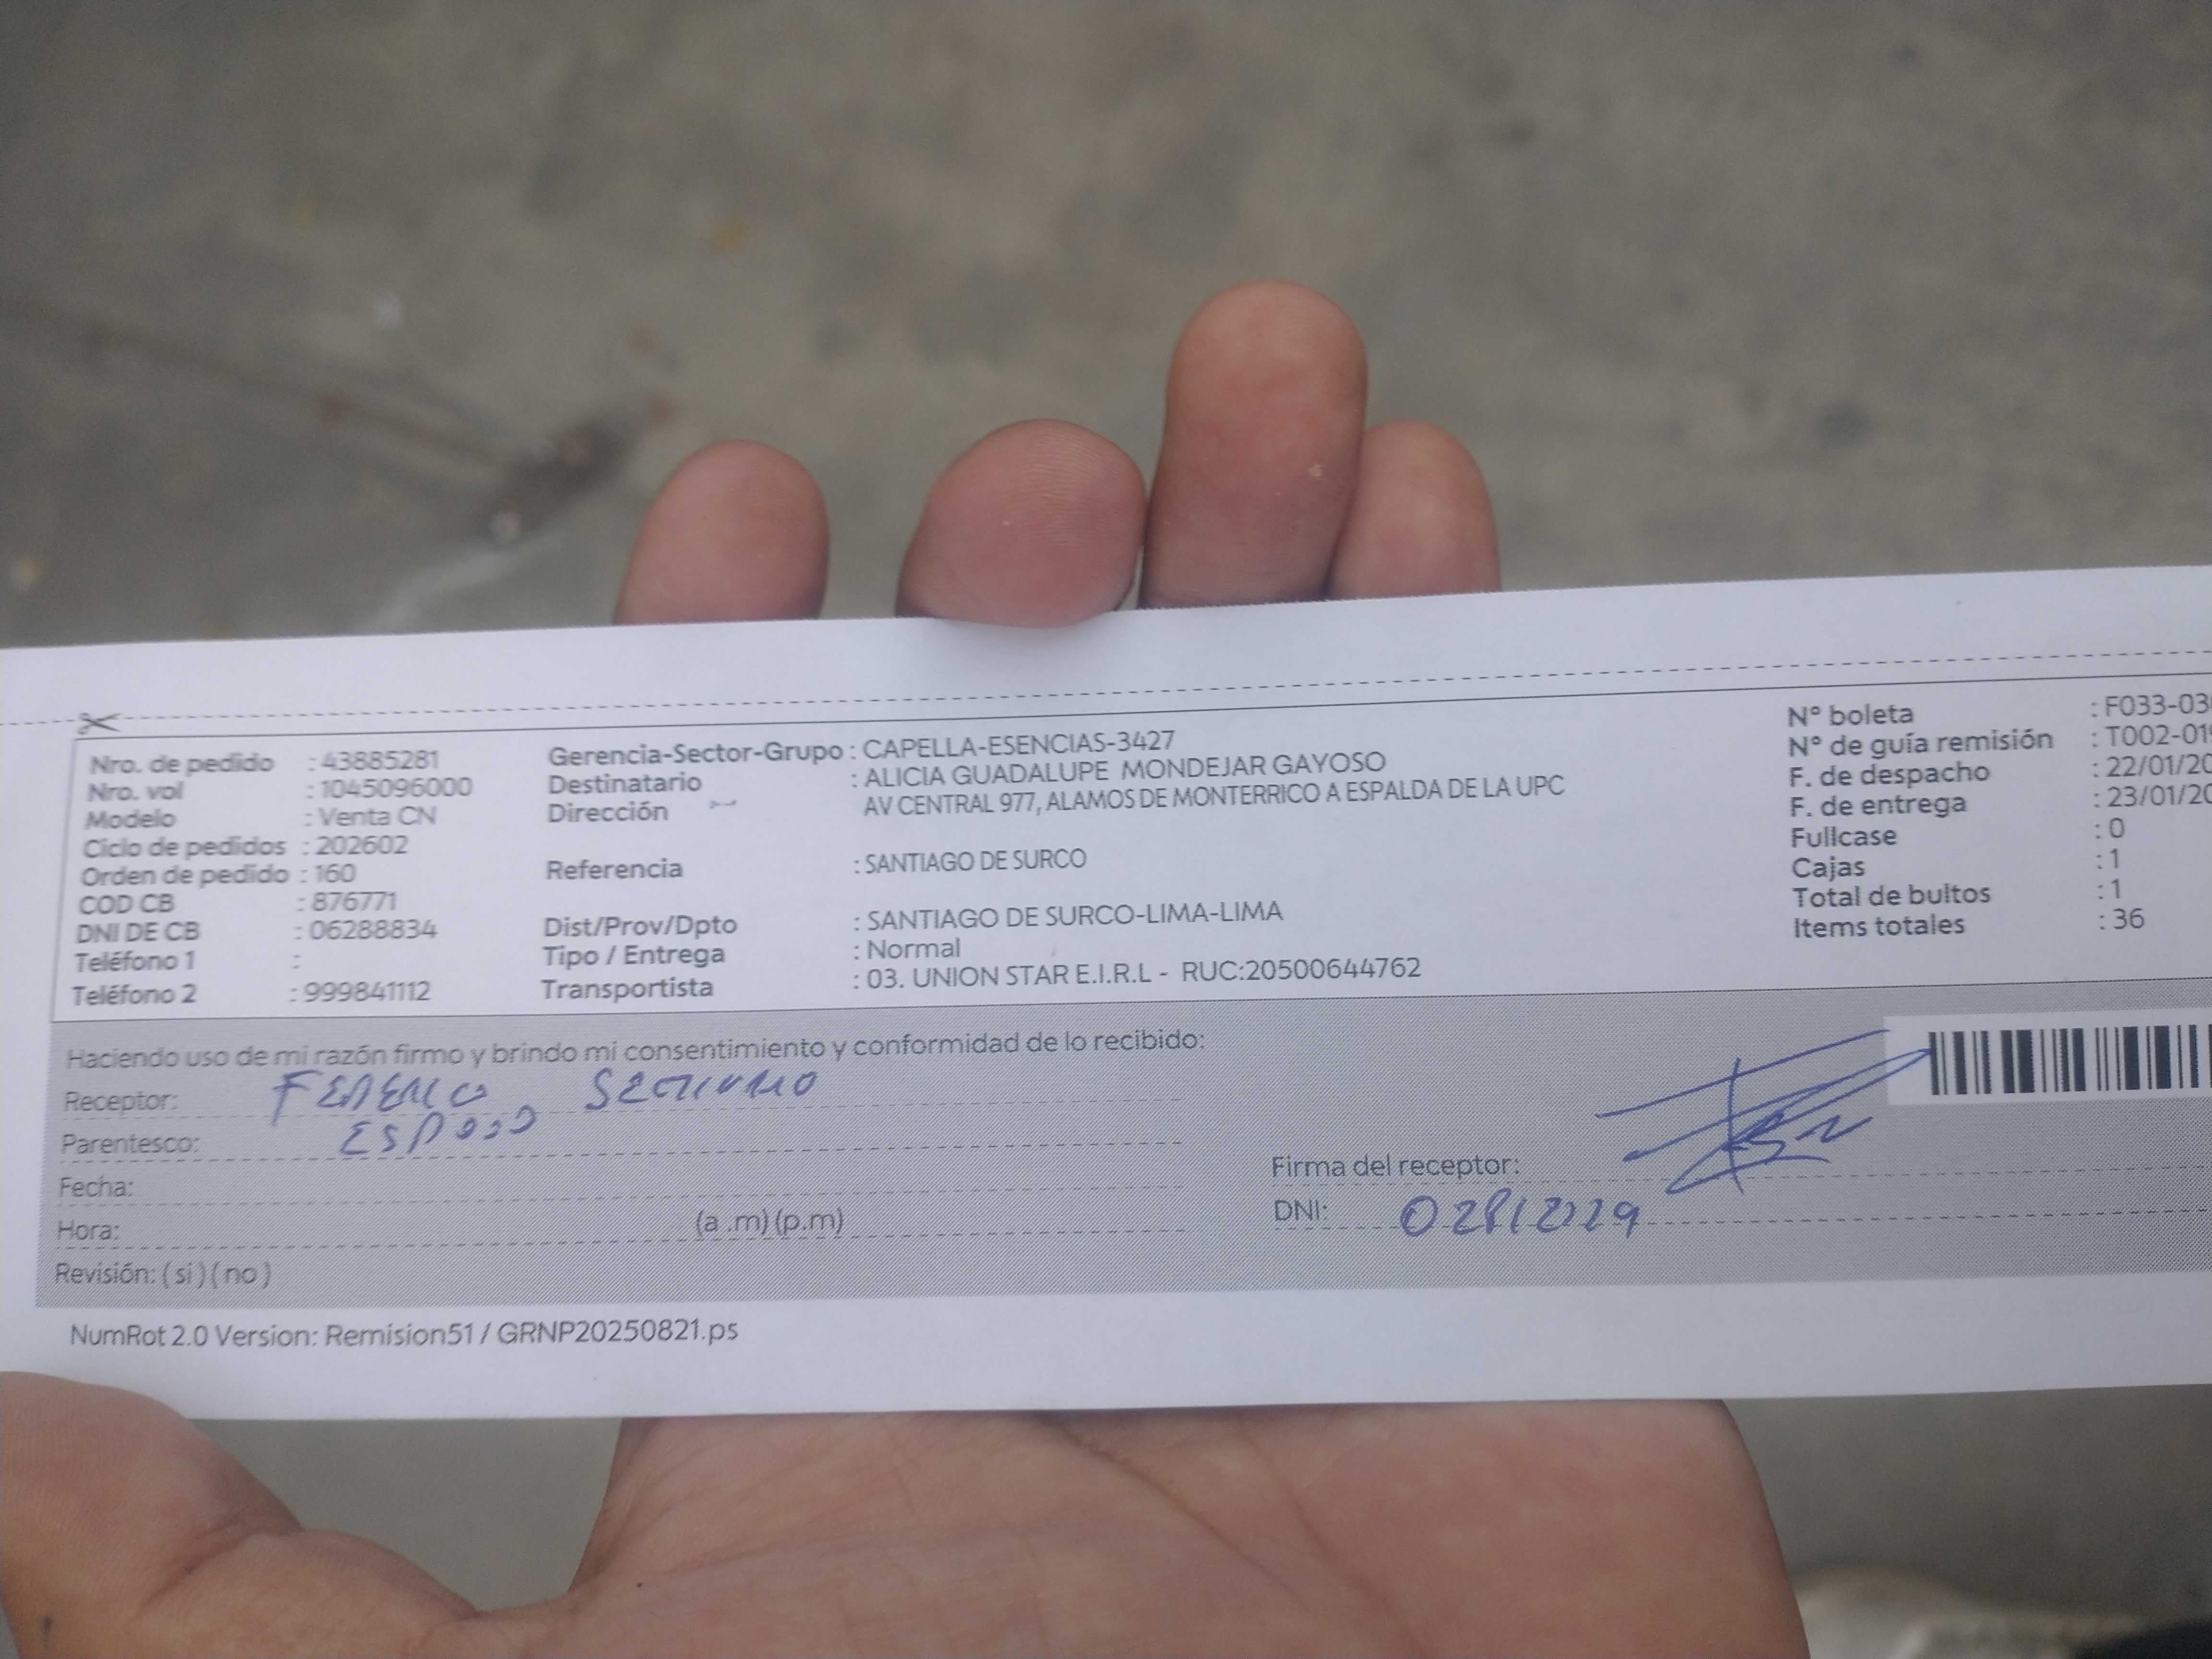 Nro. de pedido : 43885281
Nro. vol : 1045096000
Modelo : Venta CN
Ciclo de pedidos : 202602
Orden de pedido : 160
COD CB : 876771
DNI DE CB : 06288834
Teléfono 1 :
Teléfono 2 : 999841112
Gerencia-Sector-Grupo : CAPELLA-ESENCIAS-3427
Destinatario : ALICIA GUADALUPE MONDEJAR GAYOSO
Dirección AV CENTRAL 977, ALAMOS DE MONTERRICO A ESPALDA DE LA UPC
Referencia : SANTIAGO DE SURCO
Dist/Prov/Dpto : SANTIAGO DE SURCO-LIMA-LIMA
Tipo / Entrega : Normal
Transportista : 03. UNION STAR E.I.R.L - RUC:20500644762
N° boleta : F033-03
N° de guía remisión : T002-01
F. de despacho : 22/01/20
F. de entrega : 23/01/20
Fullcase : 0
Cajas : 1
Total de bultos : 1
Items totales : 36
Haciendo uso de mi razón firmo y brindo mi consentimiento y conformidad de lo recibido:
Receptor: FEDERICO
Parentesco: ESPOSO
Fecha:
Hora: (a .m) (p.m)
Revisión: ( si ) ( no )
Firma del receptor:
DNI:
NumRot 2.0 Version: Remision51 / GRNP20250821.ps